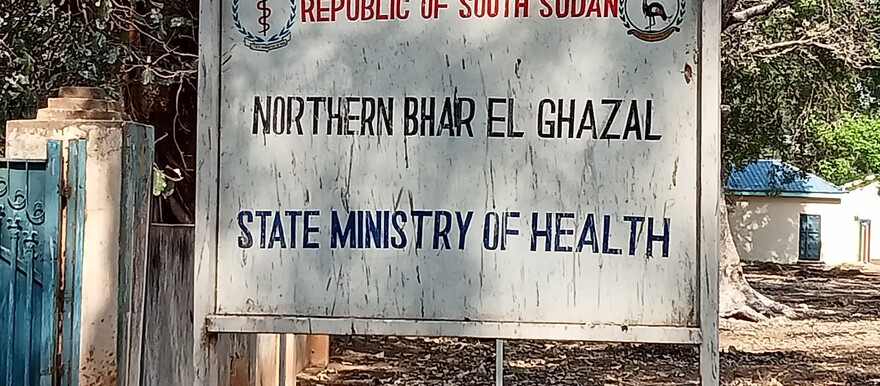 REPUBLIC OF SOUTH SUDAN
NORTHERN BHAR EL GHAZAL
STATE MINISTRY OF HEALTH